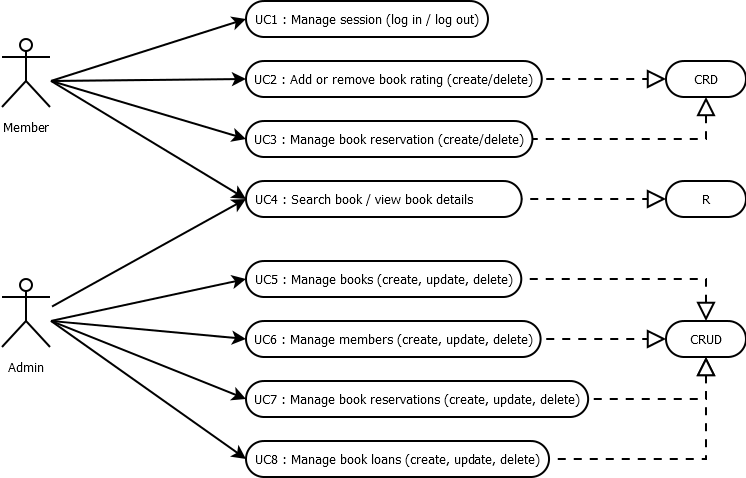 UC1 : Manage session (log in / log out)
UC2 : Add or remove book rating (create/delete)
CRD
Member
UC3 : Manage book reservation (create/delete)
UC4 : Search book / view book details
R
UC5 : Manage books (create, update, delete)
UC6 : Manage members (create, update, delete)
CRUD
Admin
UC7 : Manage book reservations (create, update, delete)
UC8 : Manage book loans (create, update, delete)